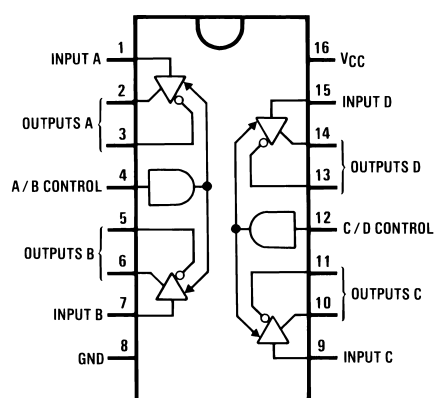 INPUT A 1
2
OUTPUTS A
3
A/B CONTROL 4
5
OUTPUTS B
6
INPUT B 7
GND 8
16 VCC
15 INPUT D
14
OUTPUTS D
13
12 C/D CONTROL
11
OUTPUTS C
10
9 INPUT C